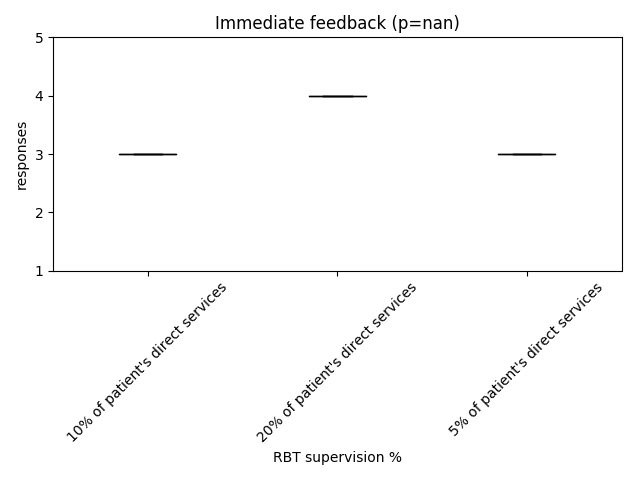 Immediate feedback (p=nan)
5
4
3
2
1
responses
10% of patient's direct services
20% of patient's direct services
5% of patient's direct services
RBT supervision %